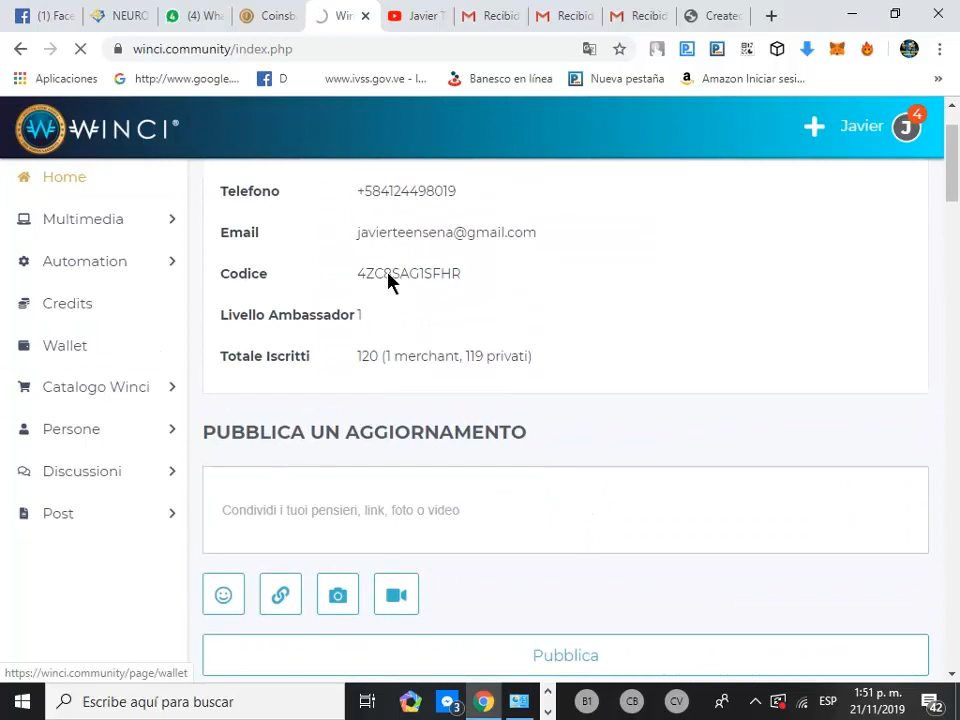 Face
NEURO
(4) Wha
Coinsb
Win
Javier T
Recibid
Recibid
Recibid
Createc
winci.community/index.php
Aplicaciones
http://www.google....
D
www.ivss.gov.ve - I...
Banesco en línea
Nueva pestaña
Amazon Iniciar sesi...
»
WINCI®
Javier
J
4
Home
Multimedia
Automation
Credits
Wallet
Catalogo Winci
Persone
Discussioni
Post
Telefono +584124498019
Email javierteensena@gmail.com
Codice 4ZC8SAG1SFHR
Livello Ambassador 1
Totale Iscritti 120 (1 merchant, 119 privati)
PUBBLICA UN AGGIORNAMENTO
Condividi i tuoi pensieri, link, foto o video
Pubblica
https://winci.community/page/wallet
Escribe aquí para buscar
3
B1
CB
CV
ESP
1:51 p. m.
21/11/2019
42